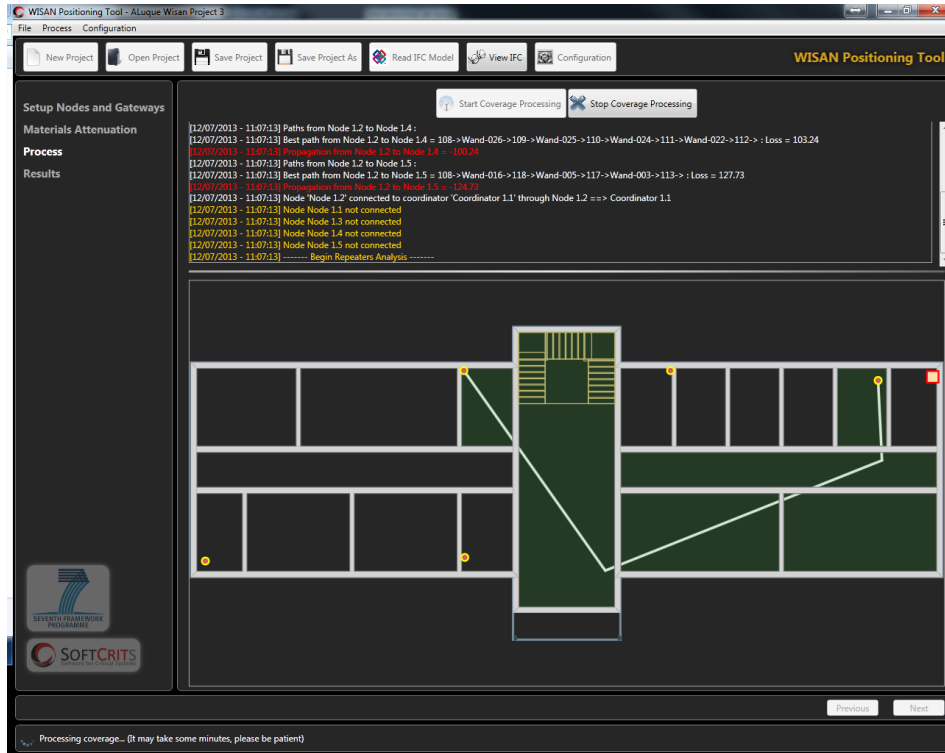 WISAN Positioning Tool - ALuque Wisan Project 3
File Process Configuration
New Project Open Project Save Project Save Project As Read IFC Model View IFC Configuration WISAN Positioning Tool
Start Coverage Processing Stop Coverage Processing
Setup Nodes and Gateways
Materials Attenuation
Process
Results
[12/07/2013 - 11:07:13] Paths from Node 1.2 to Node 1.4 :
[12/07/2013 - 11:07:13] Best path from Node 1.2 to Node 1.4 = 108->Wand-026->109->Wand-025->110->Wand-024->111->Wand-022->112-> : Loss = 103.24
[12/07/2013 - 11:07:13] Propagation from Node 1.2 to Node 1.4 = -100.24
[12/07/2013 - 11:07:13] Paths from Node 1.2 to Node 1.5 :
[12/07/2013 - 11:07:13] Best path from Node 1.2 to Node 1.5 = 108->Wand-016->118->Wand-005->117->Wand-003->113-> : Loss = 127.73
[12/07/2013 - 11:07:13] Propagation from Node 1.2 to Node 1.5 = -124.73
[12/07/2013 - 11:07:13] Node 'Node 1.2' connected to coordinator 'Coordinator 1.1' through Node 1.2 ==> Coordinator 1.1
[12/07/2013 - 11:07:13] Node Node 1.1 not connected
[12/07/2013 - 11:07:13] Node Node 1.3 not connected
[12/07/2013 - 11:07:13] Node Node 1.4 not connected
[12/07/2013 - 11:07:13] Node Node 1.5 not connected
[12/07/2013 - 11:07:13] ------- Begin Repeaters Analysis -------
SEVENTH FRAMEWORK
PROGRAMME
SOFTCRITS
Software for Critical Systems
Previous Next
Processing coverage... (It may take some minutes, please be patient)